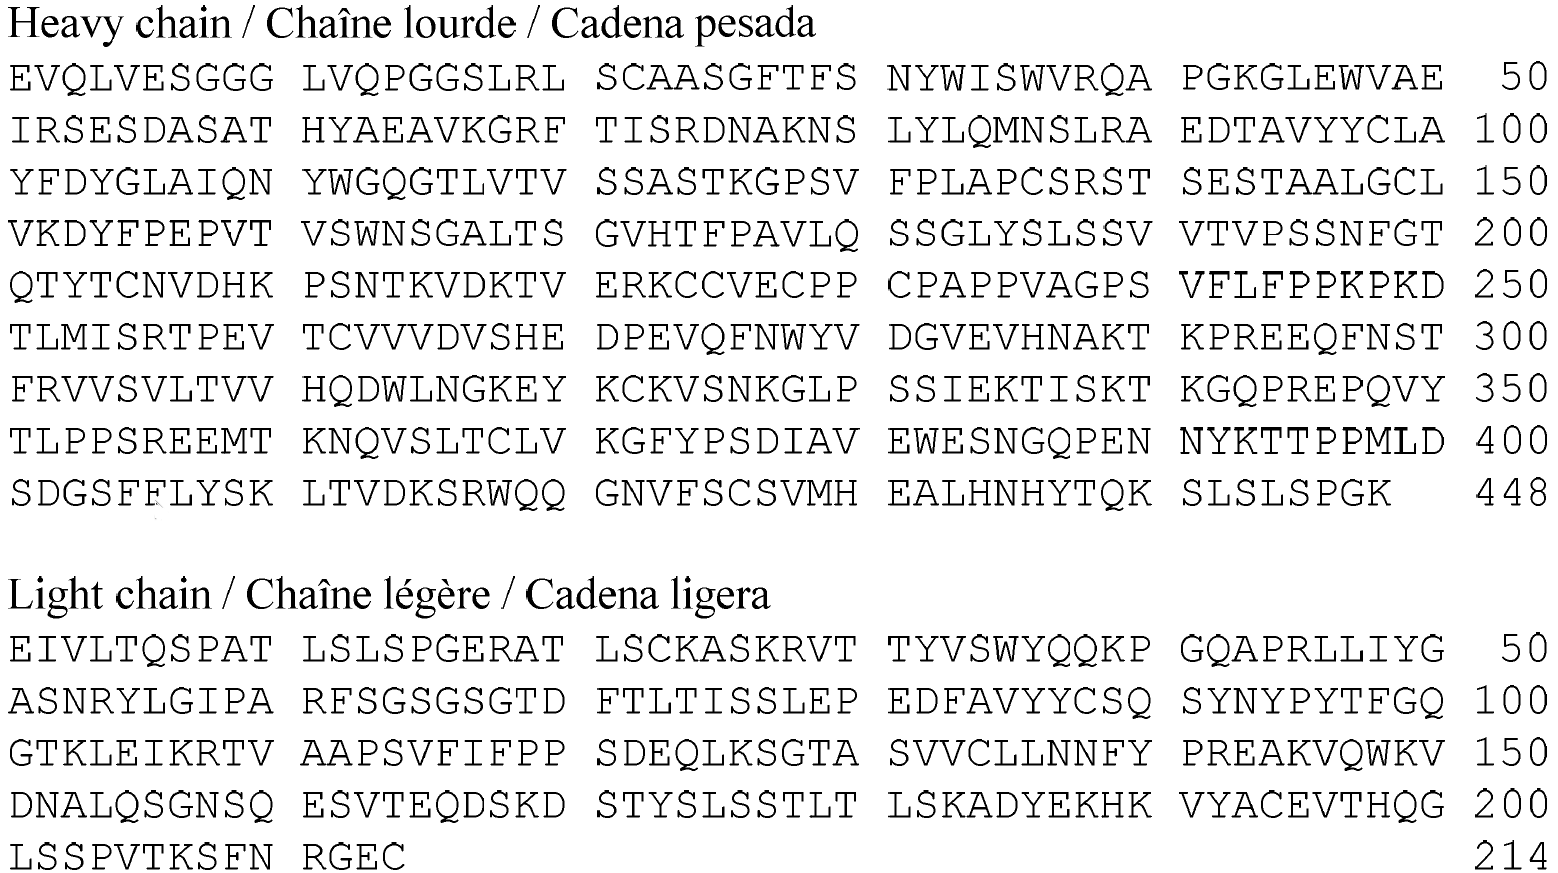 Heavy chain / Chaîne lourde / Cadena pesada
EVQLVESGGG LVQPGGSLRL SCAASGFTFS NYWISWVRQA PGKGLEWVAE 50
IRSESDASAT HYAEAVKGRF TISRDNAKNS LYLQMNSLRA EDTAVYYCLA 100
YFDYGLAIQN YWGQGTLVTV SSASTKGPSV FPLAPCSRST SESTAALGCL 150
VKDYFPEPVT VSWNSGALTS GVHTFPAVLQ SSGLYSLSSV VTVPSSNFGT 200
QTYTCNVDHK PSNTKVDKTV ERKCCVECPP CPAPPVAGPS VFLFPPKPKD 250
TLMISRTPEV TCVVVDVSHE DPEVQFNWYV DGVEVHNAKT KPREEQFNST 300
FRVVSVLTVV HQDWLNGKEY KCKVSNKGLP SSIEKTISKT KGQPREPQVY 350
TLPPSREEMT KNQVSLTCLV KGFYPSDIAV EWESNGQPEN NYKTTPPMLD 400
SDGSFFLYSK LTVDKSRWQQ GNVFSCSVMH EALHNHYTQK SLSLSPGK 448
Light chain / Chaîne légère / Cadena ligera
EIVLTQSPAT LSLSPGERAT LSCKASKRVT TYVSWYQQKP GQAPRLLIYG 50
ASNRYLGIPA RFSGSGSGTD FTLTISSLEP EDFAVYYCSQ SYNYPYTFGQ 100
GTKLEIKRTV AAPSVFIFPP SDEQLKSGTA SVVCLLNNFY PREAKVQWKV 150
DNALQSGNSQ ESVTEQDSKD STYSLSSTLT LSKADYEKHK VYACEVTHQG 200
LSSPVTKSFN RGEC 214